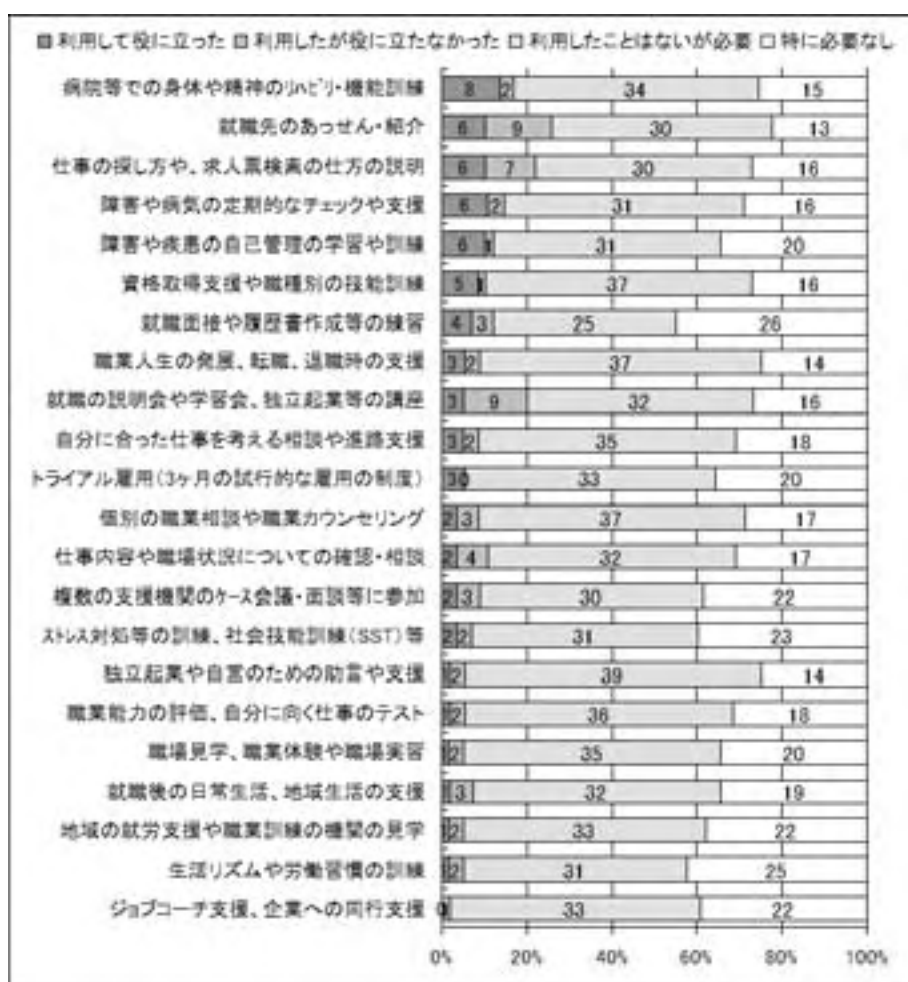 ■利用して役に立った □利用したが役に立たなかった □利用したことはないが必要 □特に必要なし
病院等での身体や精神のﾘﾊﾋﾞﾘ・機能訓練 8 2 34 15
就職先のあっせん・紹介 6 9 30 13
仕事の探し方や、求人票検索の仕方の説明 6 7 30 16
障害や病気の定期的なチェックや支援 6 2 31 16
障害や疾患の自己管理の学習や訓練 6 1 31 20
資格取得支援や職種別の技能訓練 5 37 16
就職面接や履歴書作成等の練習 4 3 25 26
職業人生の発展、転職、退職時の支援 3 2 37 14
就職の説明会や学習会、独立起業等の講座 3 9 32 16
自分に合った仕事を考える相談や進路支援 3 2 35 18
トライアル雇用(3ヶ月の試行的な雇用の制度) 3 0 33 20
個別の職業相談や職業カウンセリング 2 3 37 17
仕事内容や職場状況についての確認・相談 2 4 32 17
複数の支援機関のｹｰｽ会議・面談等に参加 2 3 30 22
ｽﾄﾚｽ対処等の訓練、社会技能訓練(SST)等 2 2 31 23
独立起業や自営のための助言や支援 2 39 14
職業能力の評価、自分に向く仕事のテスト 2 36 18
職場見学、職業体験や職場実習 2 35 20
就職後の日常生活、地域生活の支援 3 32 19
地域の就労支援や職業訓練の機関の見学 2 33 22
生活リズムや労働習慣の訓練 2 31 25
ジョブコーチ支援、企業への同行支援 0 33 22
0% 20% 40% 60% 80% 100%